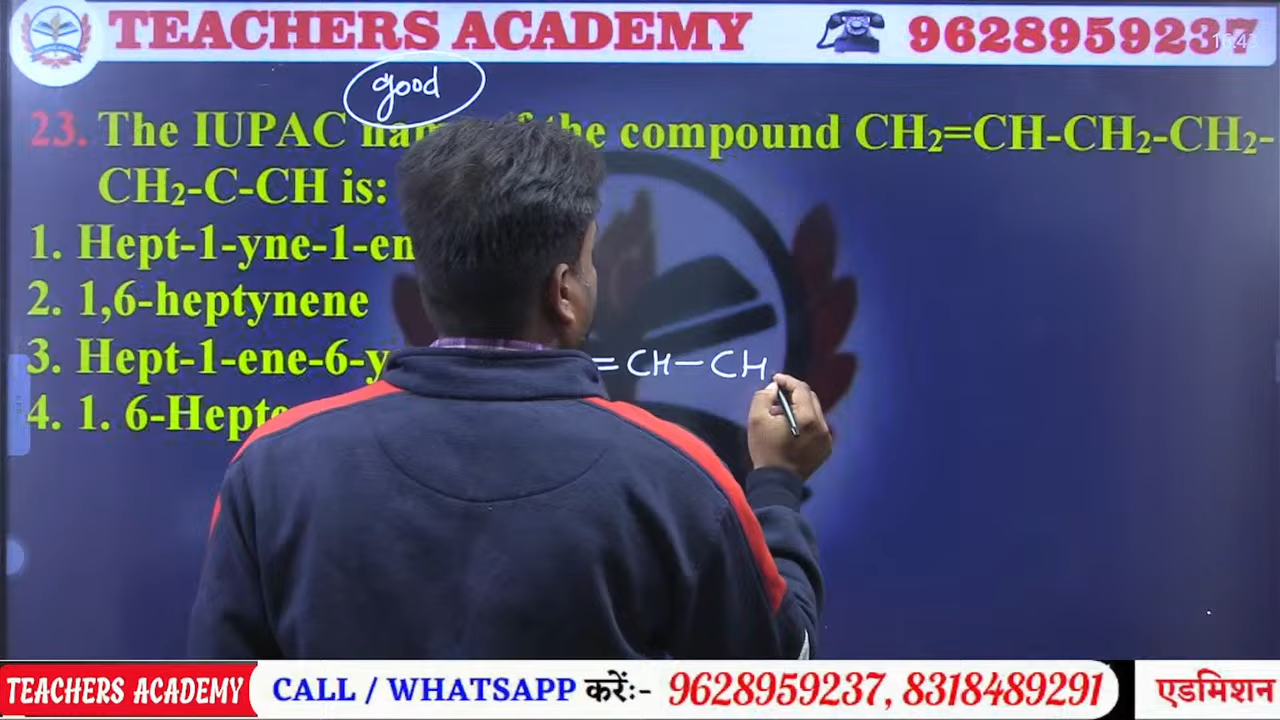 TEACHERS ACADEMY 9628959237
good
23. The IUPAC the compound CH₂=CH-CH₂-CH₂-
CH₂-C-CH is:
1. Hept-1-yne-1-en
2. 1,6-heptynene
3. Hept-1-ene-6-y
=CH-CH
4. 1. 6-Hept
TEACHERS ACADEMY CALL / WHATSAPP करें:- 9628959237, 8318489291 एडमिशन